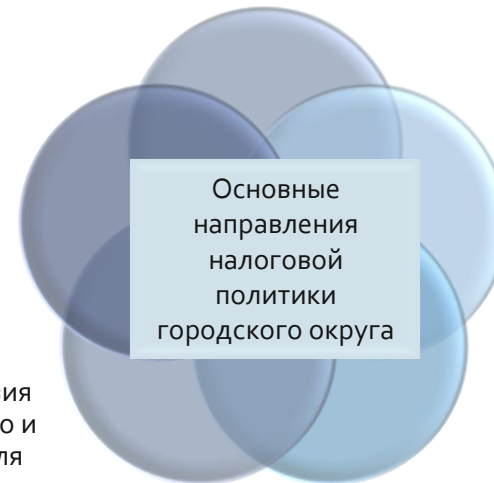 Основные
направления
налоговой
политики
городского округа
о и